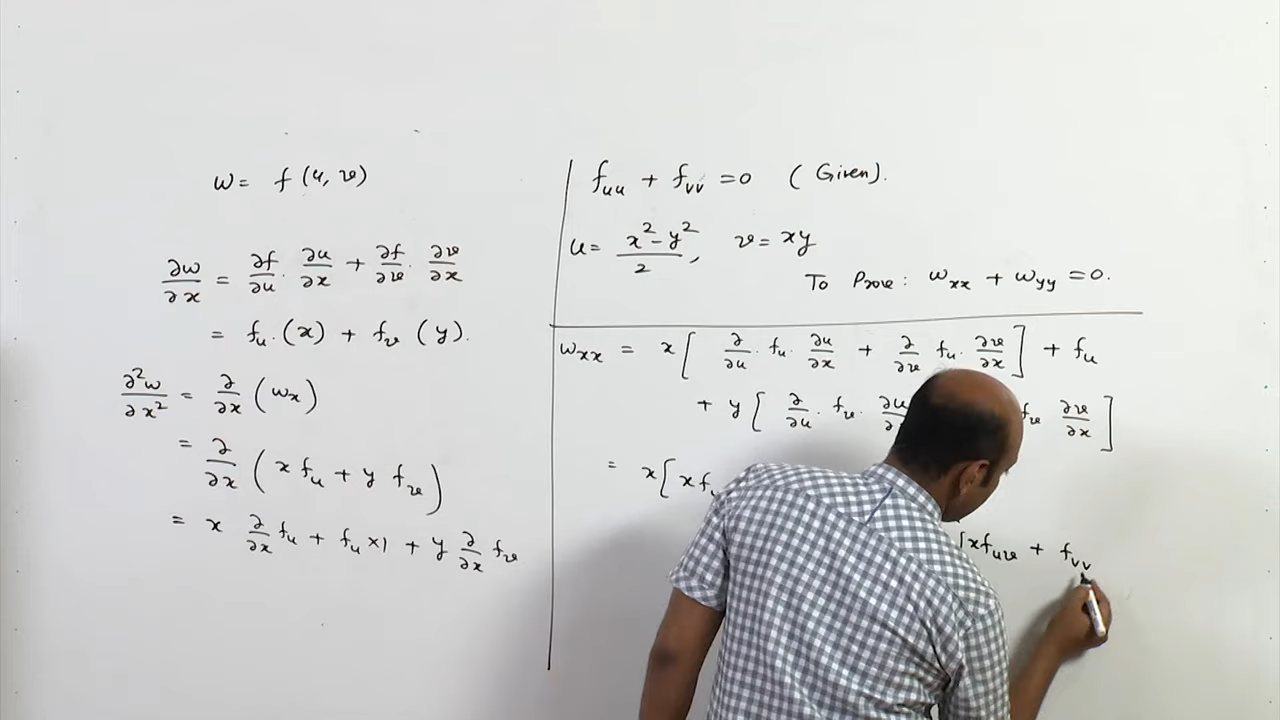 w = f (u, v)
∂w/∂x = ∂f/∂u . ∂u/∂x + ∂f/∂v . ∂v/∂x
= fᵤ . (x) + fᵥ (y).
∂²w/∂x² = ∂/∂x (wₓ)
= ∂/∂x (x fᵤ + y fᵥ)
= x ∂/∂x fᵤ + fᵤ × 1 + y ∂/∂x fᵥ
fᵤᵤ + fᵥᵥ = 0 ( Given).
u = x² - y² / 2 , v = xy
To Prove : wₓₓ + w_yy = 0.
wₓₓ = x [ ∂/∂u . fᵤ . ∂u/∂x + ∂/∂v fᵤ . ∂v/∂x ] + fᵤ
+ y [ ∂/∂u . fᵥ . fᵥ ∂v/∂x ]
= x [ x
[ x fᵤᵥ + fᵥᵥ